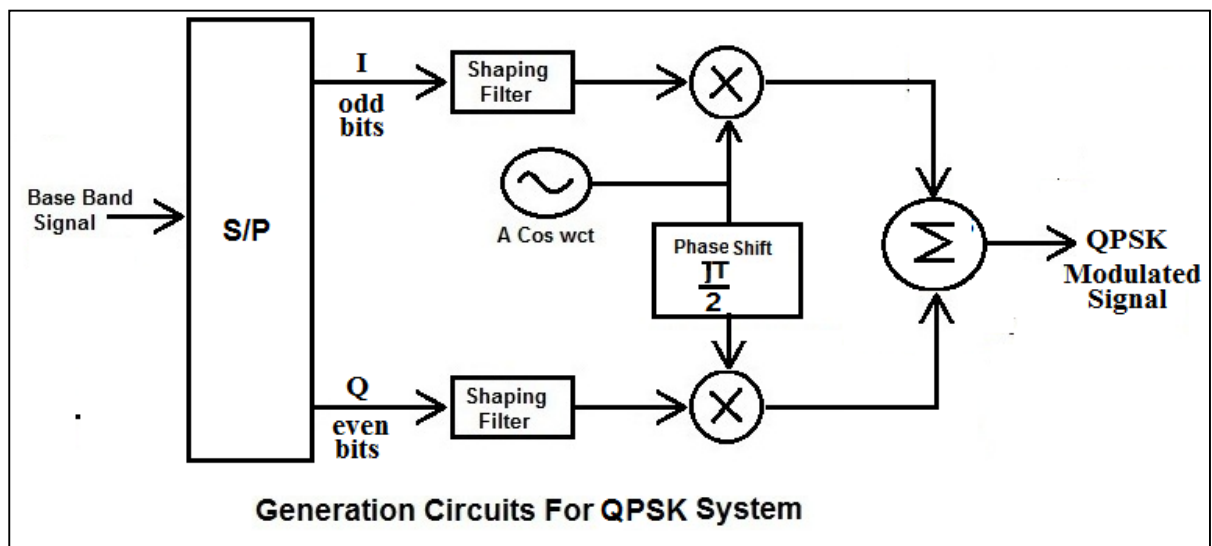 Base Band
Signal
S/P
I
odd
bits
Shaping
Filter
X
A Cos wct
Phase Shift
π
2
Q
even
bits
Shaping
Filter
X
Σ
QPSK
Modulated
Signal
Generation Circuits For QPSK System